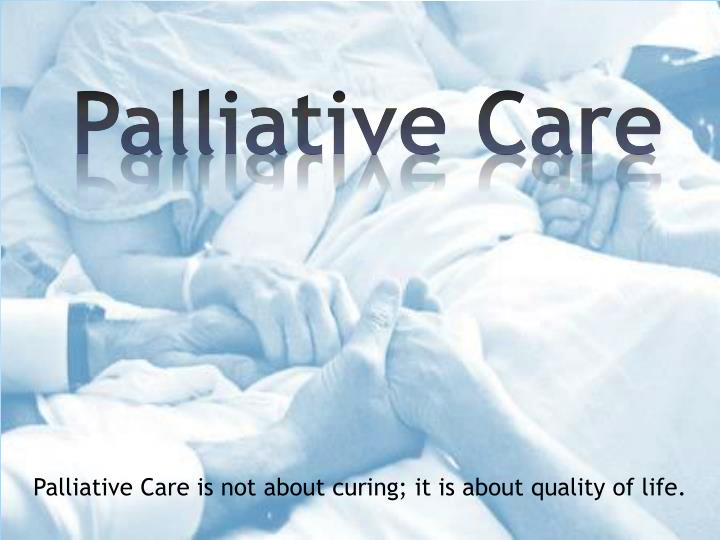 Palliative Care
Palliative Care is not about curing; it is about quality of life.